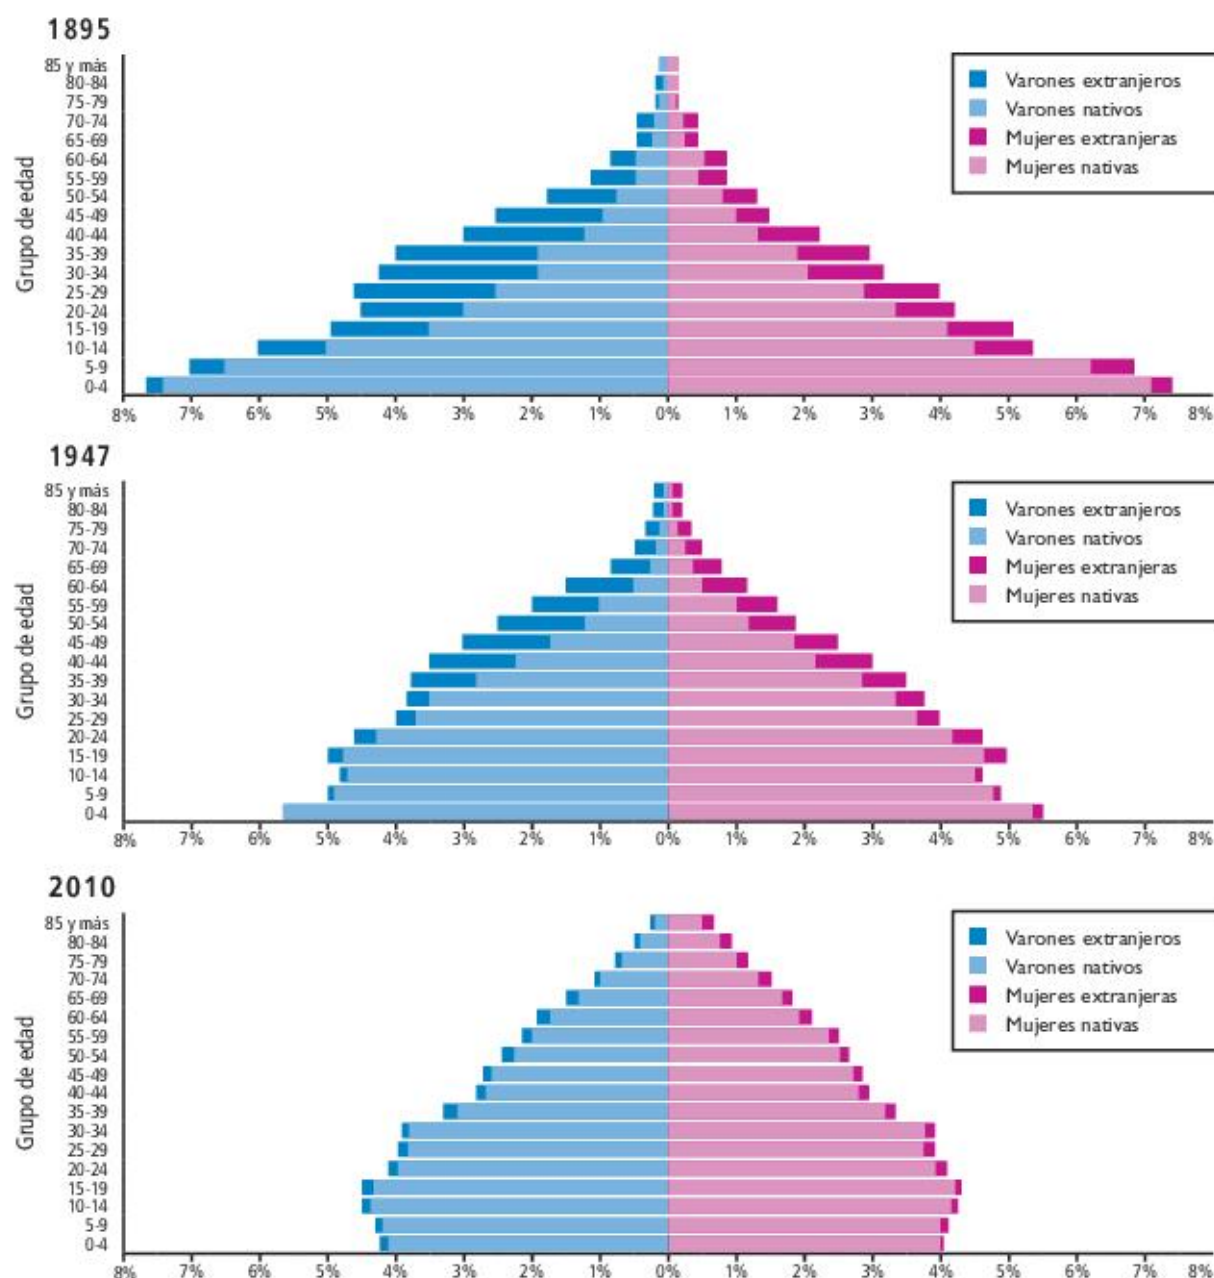 1895
85 y más
80-84
75-79
70-74
65-69
60-64
55-59
50-54
45-49
40-44
35-39
30-34
25-29
20-24
15-19
10-14
5-9
0-4
Grupo de edad
8% 7% 6% 5% 4% 3% 2% 1% 0% 1% 2% 3% 4% 5% 6% 7% 8%
Varones extranjeros
Varones nativos
Mujeres extranjeras
Mujeres nativas
1947
85 y más
80-84
75-79
70-74
65-69
60-64
55-59
50-54
45-49
40-44
35-39
30-34
25-29
20-24
15-19
10-14
5-9
0-4
Grupo de edad
8% 7% 6% 5% 4% 3% 2% 1% 0% 1% 2% 3% 4% 5% 6% 7% 8%
Varones extranjeros
Varones nativos
Mujeres extranjeras
Mujeres nativas
2010
85 y más
80-84
75-79
70-74
65-69
60-64
55-59
50-54
45-49
40-44
35-39
30-34
25-29
20-24
15-19
10-14
5-9
0-4
Grupo de edad
8% 7% 6% 5% 4% 3% 2% 1% 0% 1% 2% 3% 4% 5% 6% 7% 8%
Varones extranjeros
Varones nativos
Mujeres extranjeras
Mujeres nativas